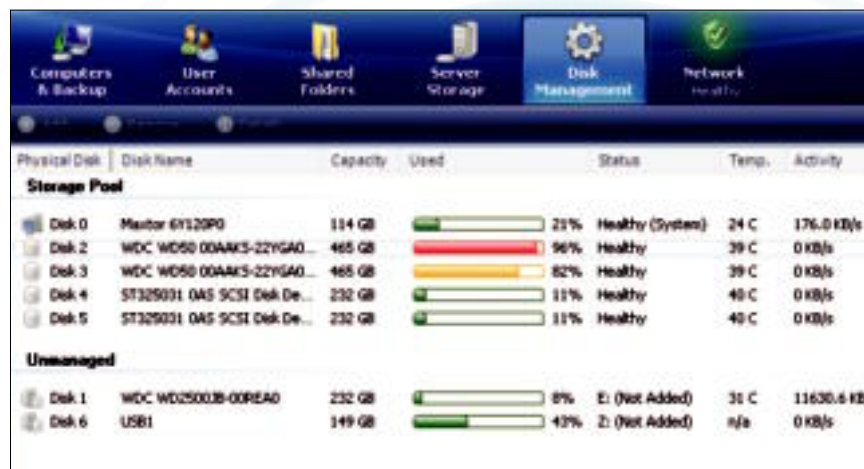 Computers & Backup
User Accounts
Shared Folders
Server Storage
Disk Management
Network Healthy
Physical Disk Disk Name Capacity Used Status Temp. Activity
Storage Pool
Disk 0 Maxtor 6Y120P0 114 GB 21% Healthy (System) 24 C 176.0 KB/s
Disk 2 WDC WD50 00AAKS-22YGA0... 465 GB 96% Healthy 39 C 0 KB/s
Disk 3 WDC WD50 00AAKS-22YGA0... 465 GB 82% Healthy 39 C 0 KB/s
Disk 4 ST325031 0AS SCSI Disk De... 232 GB 11% Healthy 40 C 0 KB/s
Disk 5 ST325031 0AS SCSI Disk De... 232 GB 11% Healthy 40 C 0 KB/s
Unmanaged
Disk 1 WDC WD2500JB-00REA0 232 GB 8% E: (Not Added) 31 C 11630.6 KB
Disk 6 USB1 149 GB 43% Z: (Not Added) n/a 0 KB/s